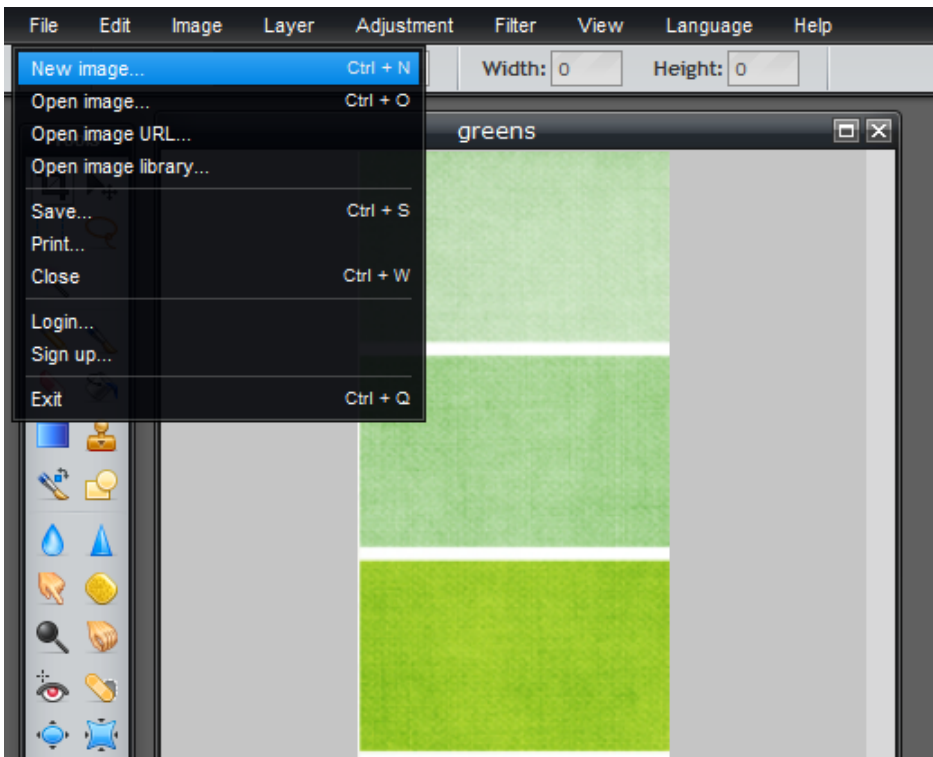 File Edit Image Layer Adjustment Filter View Language Help
New image... Ctrl + N
Width: 0 Height: 0
Open image... Ctrl + O
Open image URL...
Open image library...
Save... Ctrl + S
Print...
Close Ctrl + W
Login...
Sign up...
Exit Ctrl + Q
greens